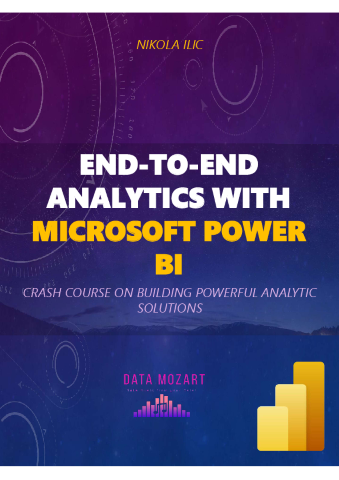 NIKOLA ILIC
END-TO-END
ANALYTICS WITH
MICROSOFT POWER
BI
CRASH COURSE ON BUILDING POWERFUL ANALYTIC
SOLUTIONS
DATA MOZART